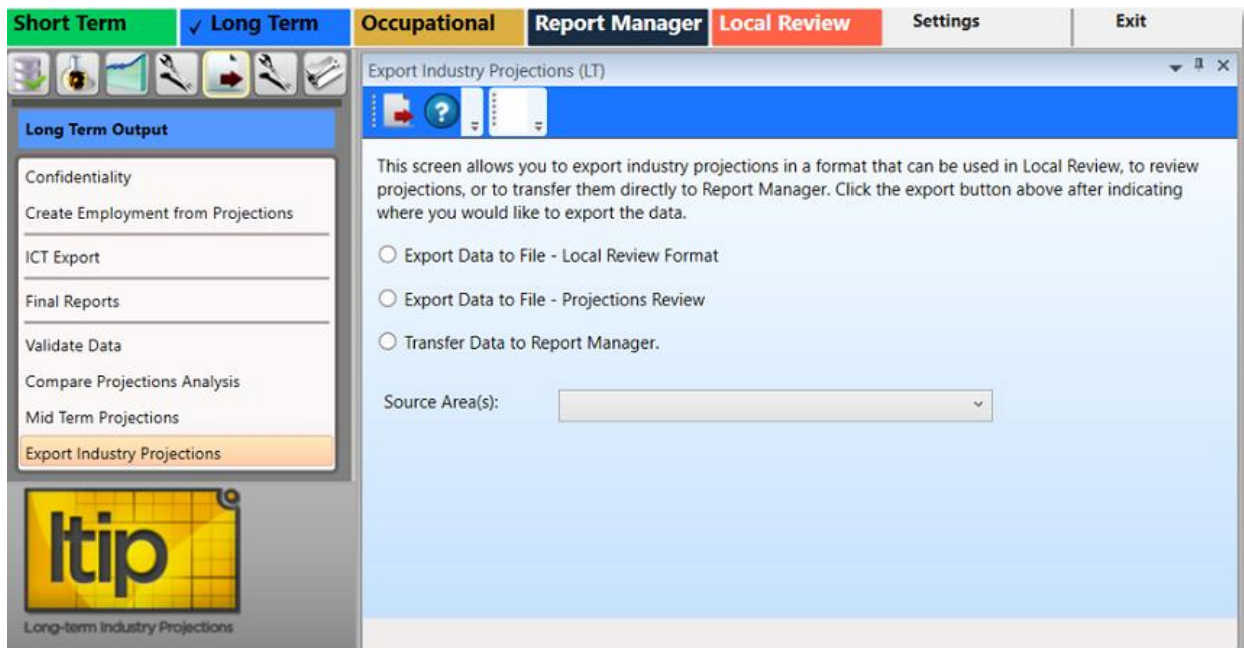 Short Term
✓ Long Term
Occupational
Report Manager
Local Review
Settings
Exit
Long Term Output
Confidentiality
Create Employment from Projections
ICT Export
Final Reports
Validate Data
Compare Projections Analysis
Mid Term Projections
Export Industry Projections
ltip
Long-term Industry Projections
Export Industry Projections (LT)
This screen allows you to export industry projections in a format that can be used in Local Review, to review
projections, or to transfer them directly to Report Manager. Click the export button above after indicating
where you would like to export the data.
Export Data to File - Local Review Format
Export Data to File - Projections Review
Transfer Data to Report Manager.
Source Area(s):